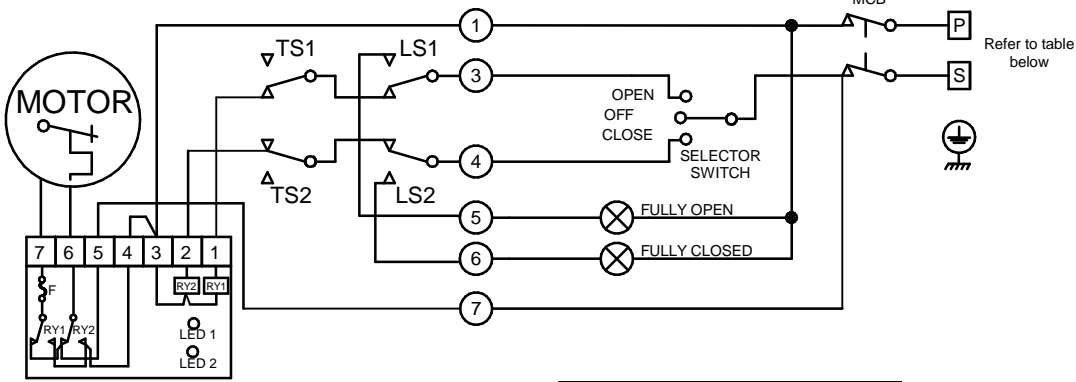 MCB
1
P
TS1
LS1
Refer to table
below
3
S
MOTOR
OPEN
OFF
CLOSE
SELECTOR
SWITCH
4
TS2
LS2
5
FULLY OPEN
6
FULLY CLOSED
7 6 5 4 3 2 1
7
F
RY2
RY1
RY1
RY2
LED 1
LED 2